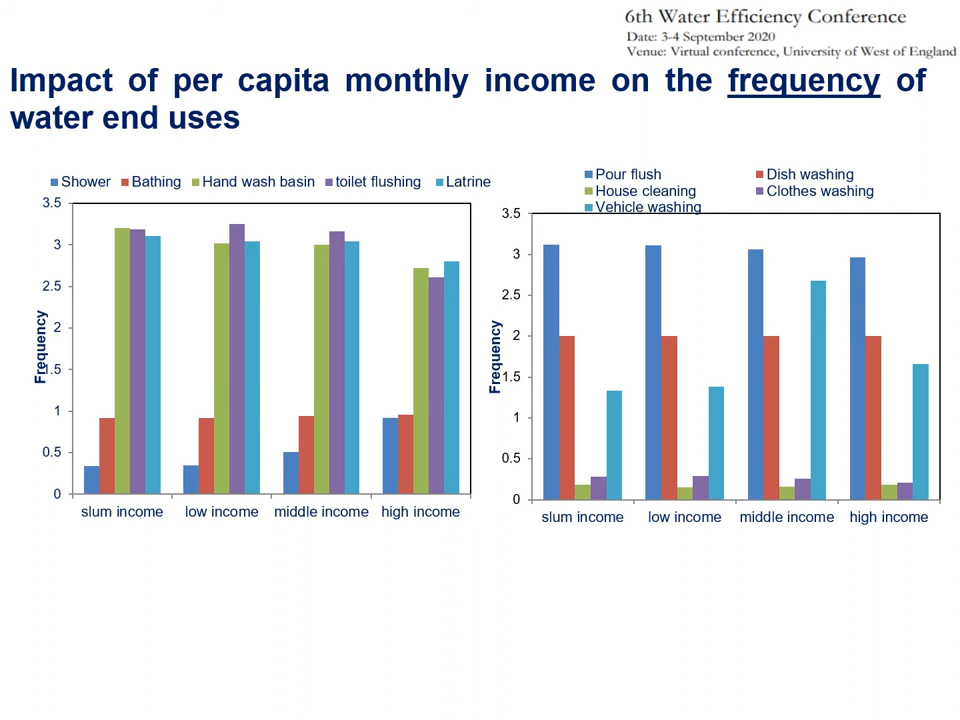 6th Water Efficiency Conference
Date: 3-4 September 2020
Venue: Virtual conference, University of West of England
Impact of per capita monthly income on the frequency of
water end uses
Shower Bathing Hand wash basin toilet flushing Latrine
3.5
3
2.5
2
1.5
1
0.5
0
Frequency
slum income low income middle income high income
Pour flush Dish washing
House cleaning Clothes washing
Vehicle washing
3.5
3
2.5
2
1.5
1
0.5
0
Frequency
slum income low income middle income high income